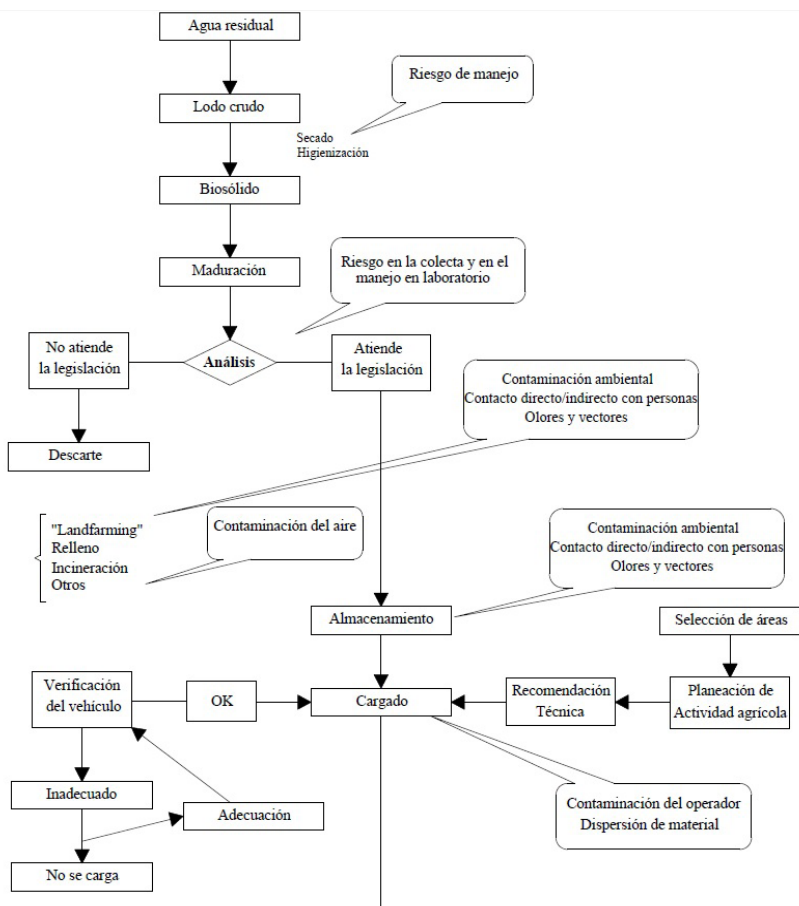 Agua residual
Riesgo de manejo
Lodo crudo
Secado
Higienización
Biosólido
Maduración
Riesgo en la colecta y en el
manejo en laboratorio
No atiende
la legislación
Análisis
Atiende
la legislación
Contaminación ambiental
Contacto directo/indirecto con personas
Olores y vectores
Descarte
"Landfarming"
Relleno
Incineración
Otros
Contaminación del aire
Contaminación ambiental
Contacto directo/indirecto con personas
Olores y vectores
Almacenamiento
Selección de áreas
Verificación
del vehículo
OK
Cargado
Recomendación
Técnica
Planeación de
Actividad agrícola
Inadecuado
Adecuación
Contaminación del operador
Dispersión de material
No se carga